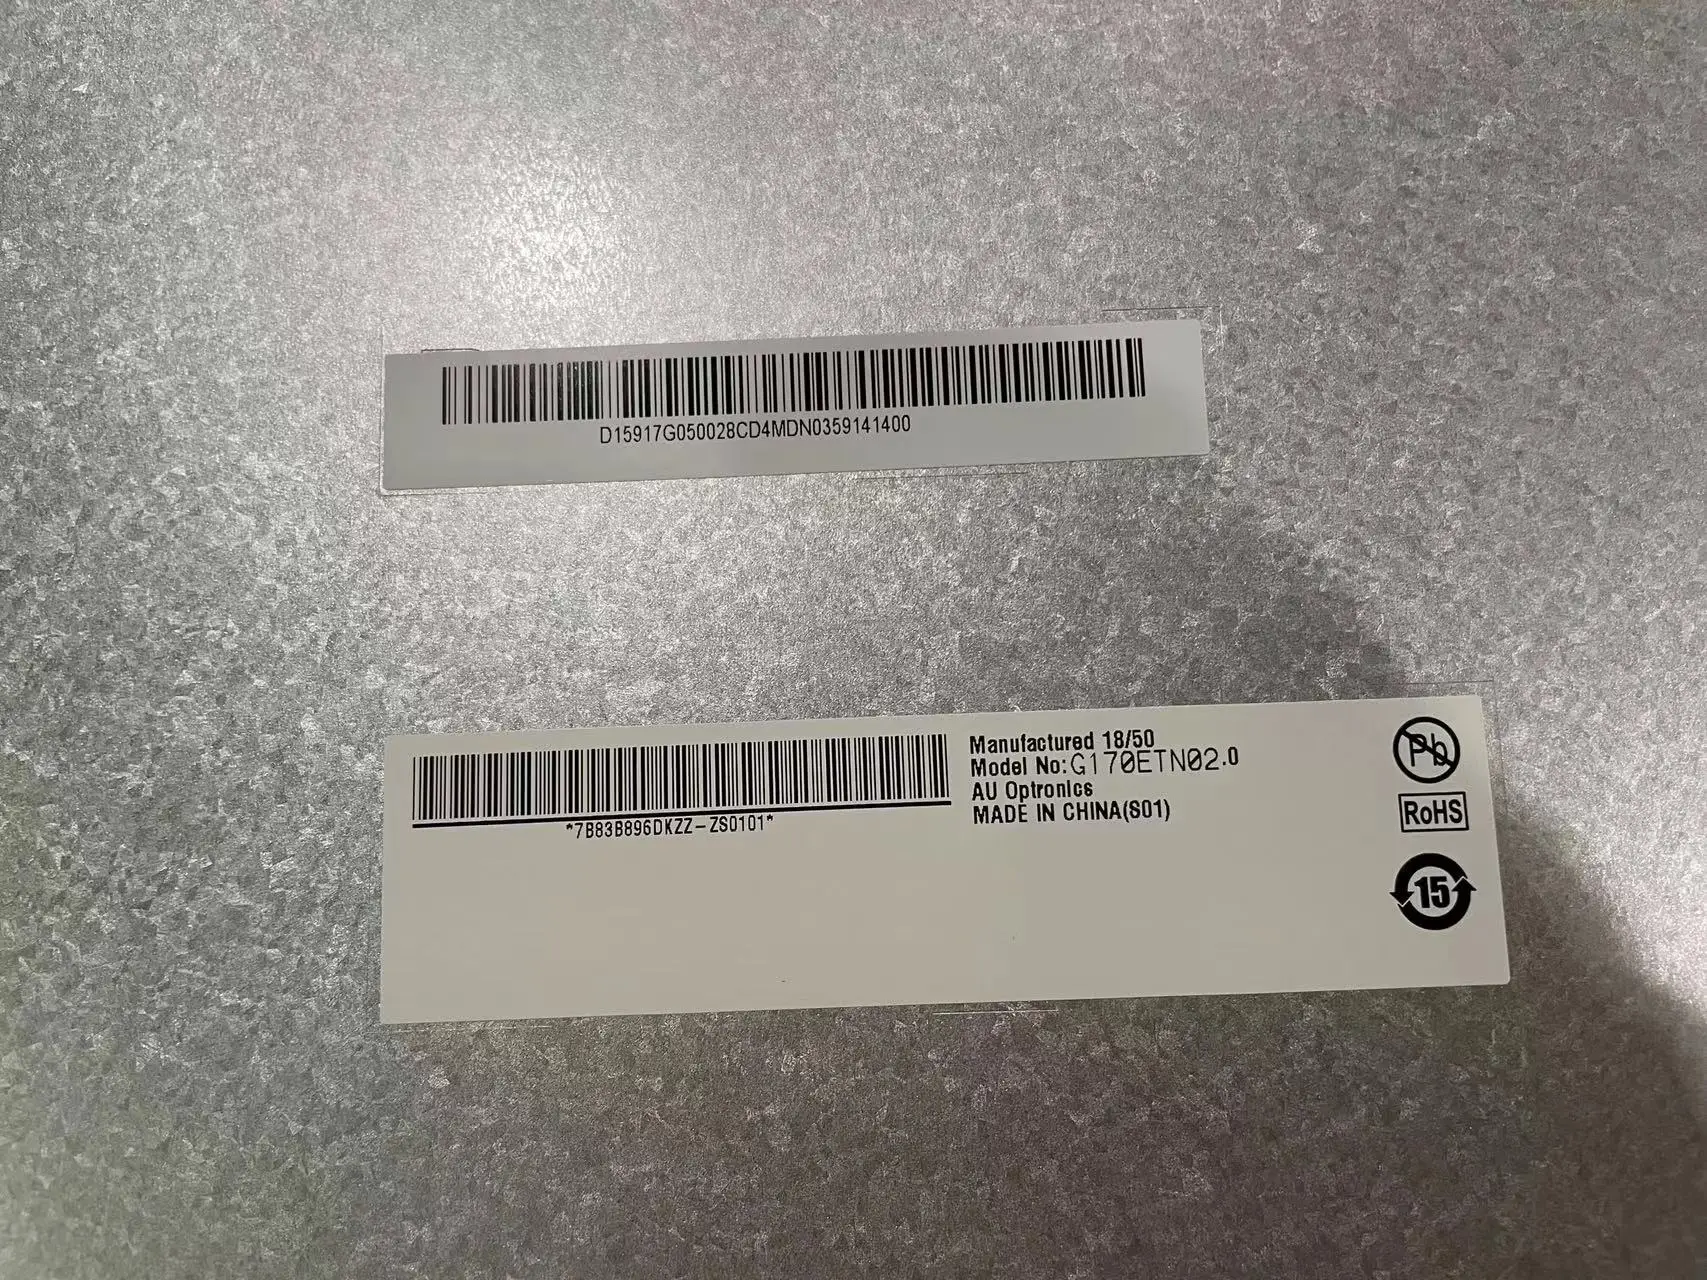 D15917G050028CD4MDN0359141400
*7B83B896DKZZ-ZS0101*
Manufactured 18/50
Model No:G170ETN02.0
AU Optronics
MADE IN CHINA(S01)
Pb
RoHS
15